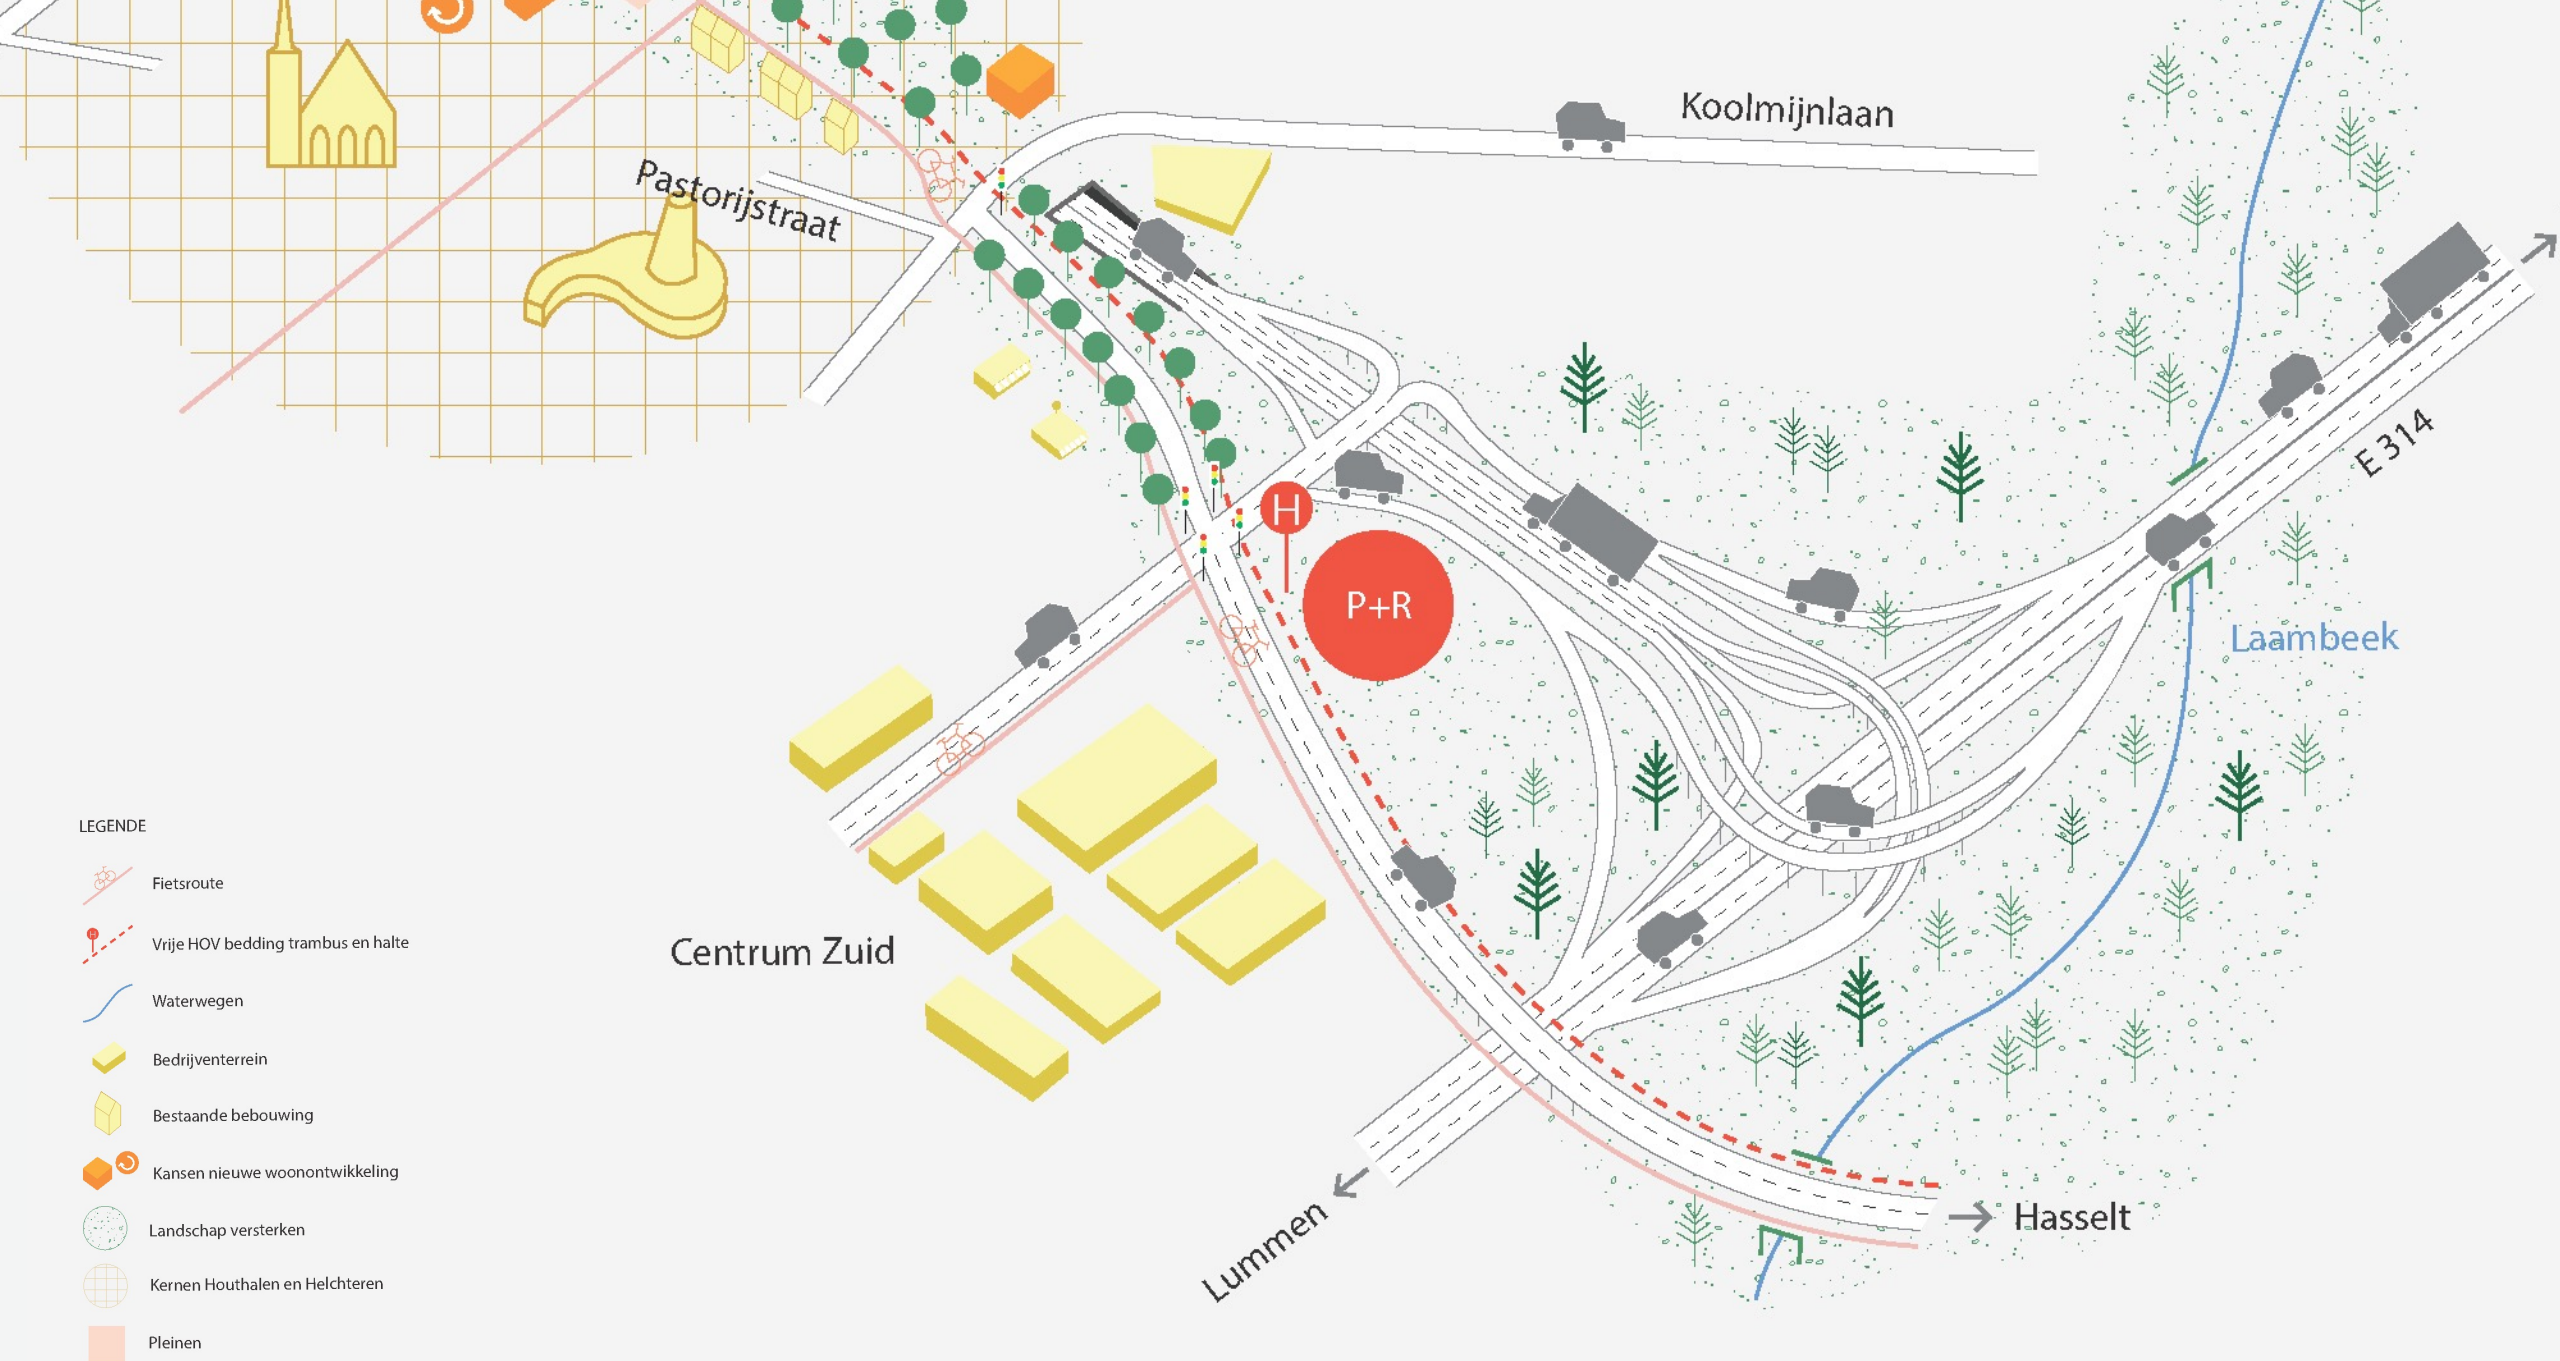 Koolmijnlaan
Pastorijstraat
E 314
H
P+R
Laambeek
Centrum Zuid
Lummen
Hasselt
LEGENDE
Fietsroute
H
Vrije HOV bedding trambus en halte
Waterwegen
Bedrijventerrein
Bestaande bebouwing
Kansen nieuwe woonontwikkeling
Landschap versterken
Kernen Houthalen en Helchteren
Pleinen